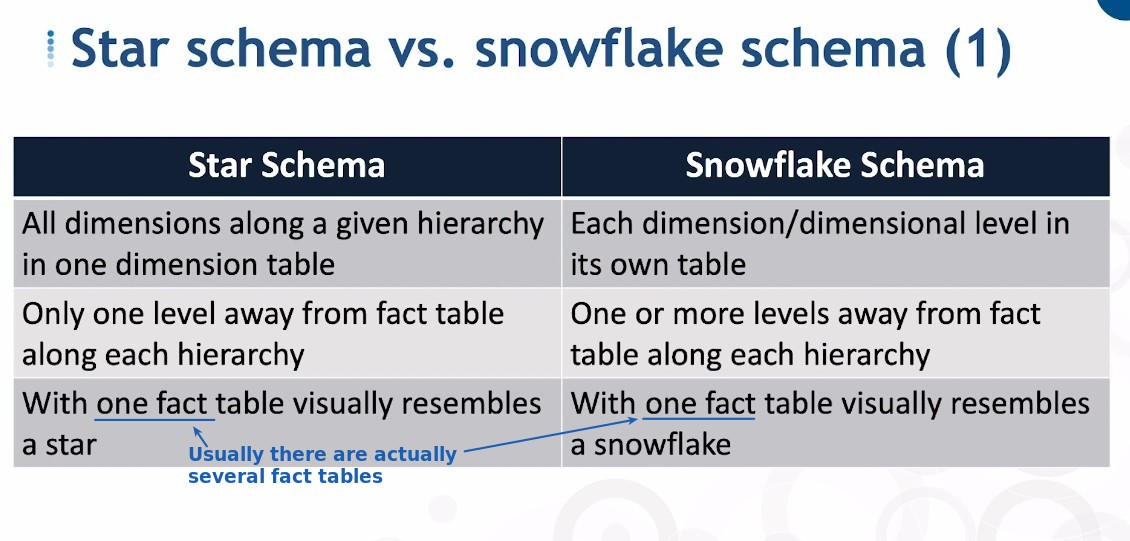 Star schema vs. snowflake schema (1)
Star Schema
Snowflake Schema
All dimensions along a given hierarchy
in one dimension table
Each dimension/dimensional level in
its own table
Only one level away from fact table
along each hierarchy
One or more levels away from fact
table along each hierarchy
With one fact table visually resembles
a star
With one fact table visually resembles
a snowflake
Usually there are actually
several fact tables